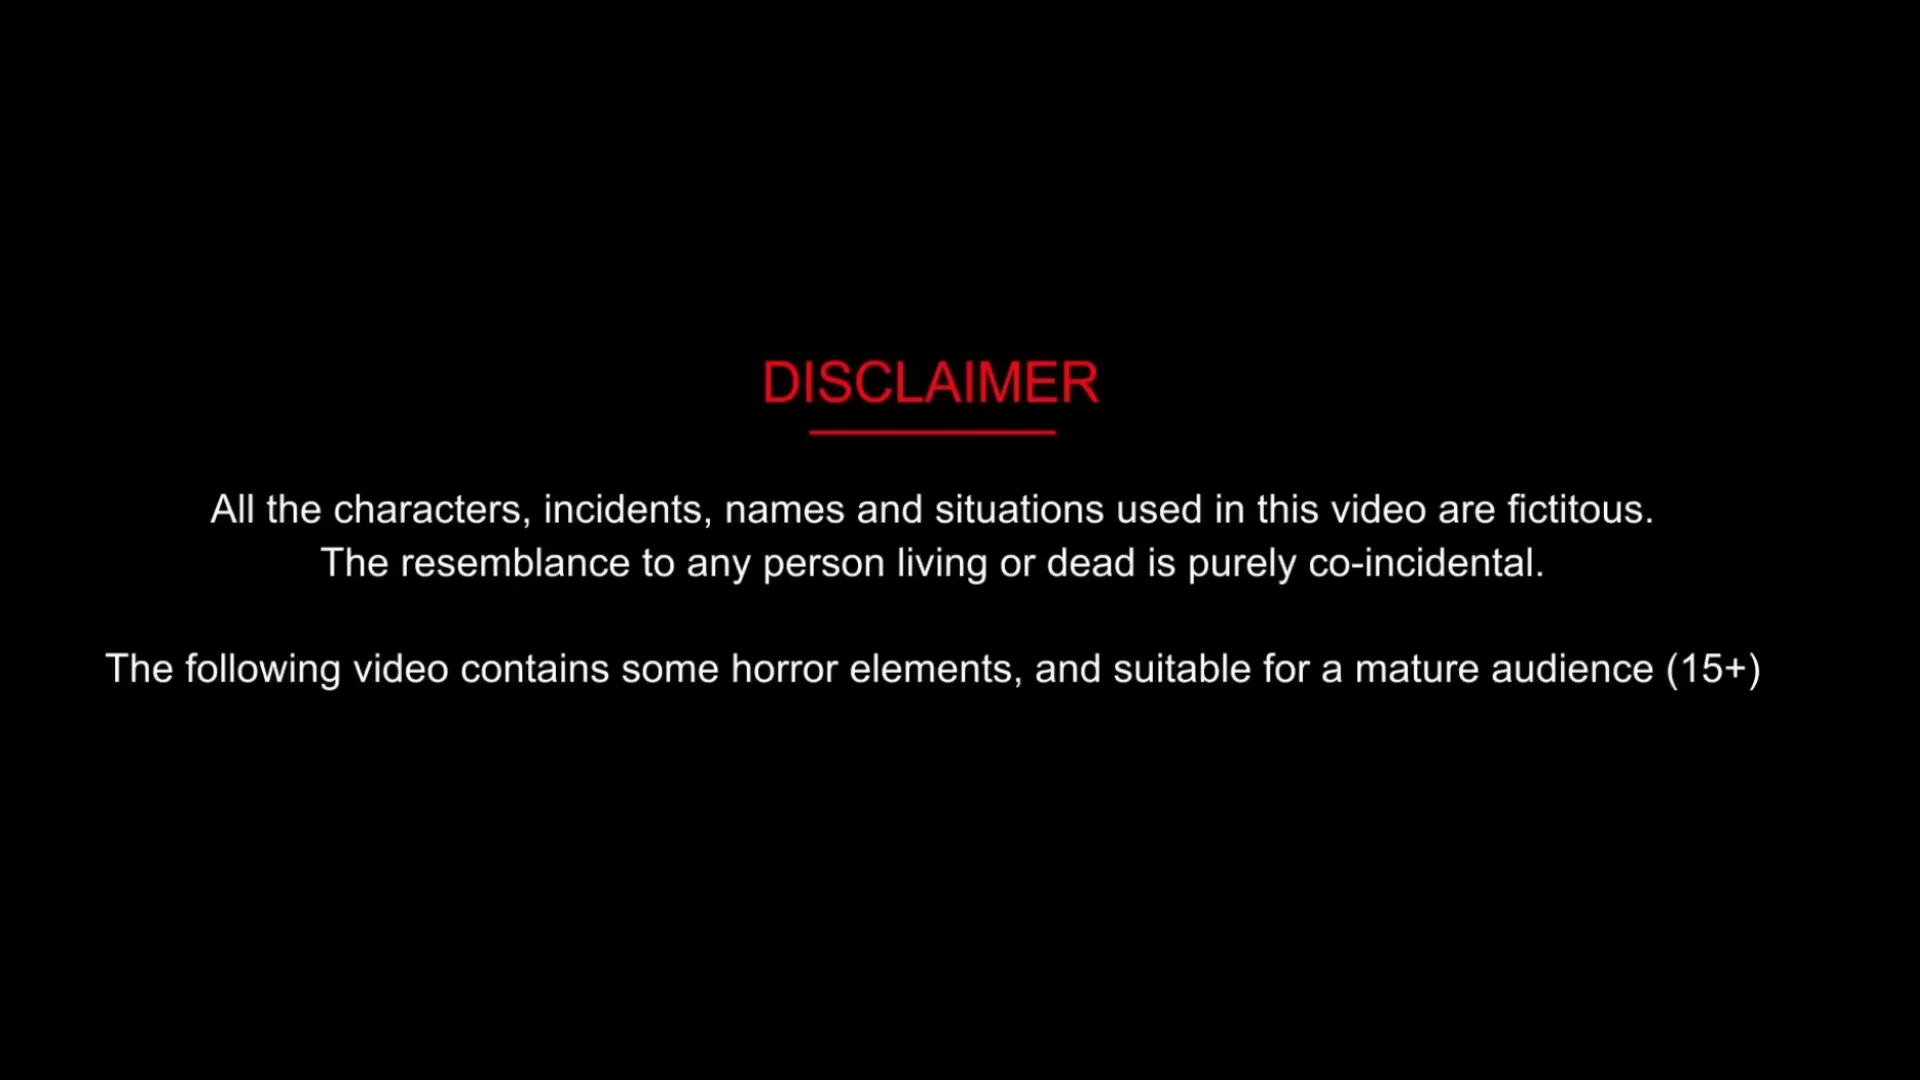 DISCLAIMER
All the characters, incidents, names and situations used in this video are fictitous.
The resemblance to any person living or dead is purely co-incidental.
The following video contains some horror elements, and suitable for a mature audience (15+)